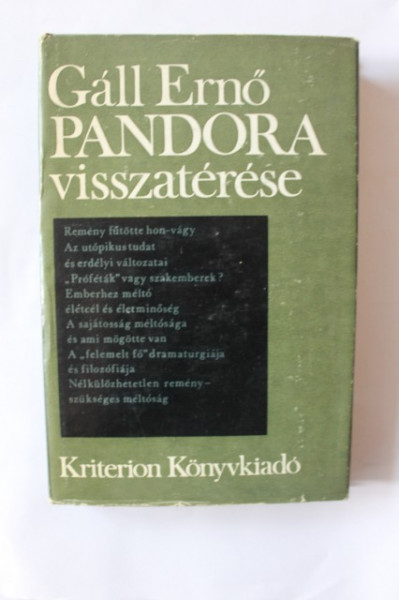 Gáll Ernő
PANDORA
visszatérése
Remény fűtötte hon-vágy
Az utópikus tudat
és erdélyi változatai
„Próféták” vagy szakemberek?
Emberhez méltó
életcél és életminőség
A sajátosság méltósága
és ami mögötte van
A „felemelt fő” dramaturgiája
és filozófiája
Nélkülözhetetlen remény—
szükséges méltóság
Kriterion Könyvkiadó